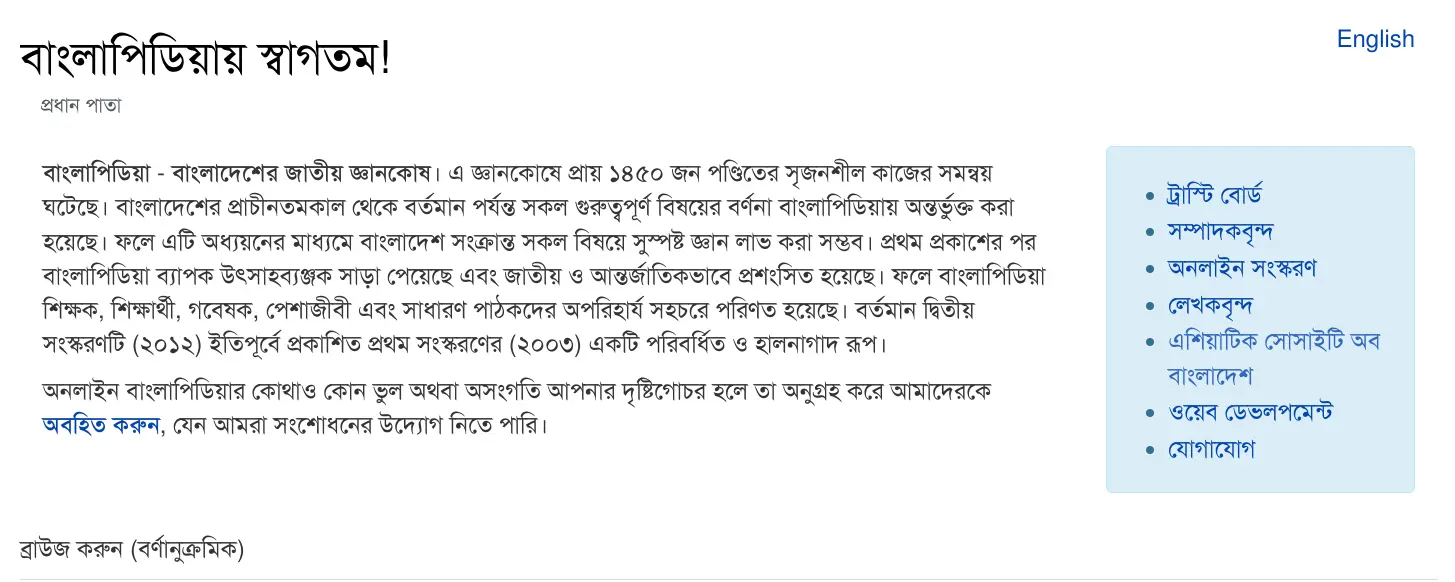 বাংলাপিডিয়ায় স্বাগতম!
English
প্রধান পাতা
বাংলাপিডিয়া - বাংলাদেশের জাতীয় জ্ঞানকোষ। এ জ্ঞানকোষে প্রায় ১৪৫০ জন পণ্ডিতের সৃজনশীল কাজের সমন্বয়
ঘটেছে। বাংলাদেশের প্রাচীনতমকাল থেকে বর্তমান পর্যন্ত সকল গুরুত্বপূর্ণ বিষয়ের বর্ণনা বাংলাপিডিয়ায় অন্তর্ভুক্ত করা
হয়েছে। ফলে এটি অধ্যয়নের মাধ্যমে বাংলাদেশ সংক্রান্ত সকল বিষয়ে সুস্পষ্ট জ্ঞান লাভ করা সম্ভব। প্রথম প্রকাশের পর
বাংলাপিডিয়া ব্যাপক উৎসাহব্যঞ্জক সাড়া পেয়েছে এবং জাতীয় ও আন্তর্জাতিকভাবে প্রশংসিত হয়েছে। ফলে বাংলাপিডিয়া
শিক্ষক, শিক্ষার্থী, গবেষক, পেশাজীবী এবং সাধারণ পাঠকদের অপরিহার্য সহচরে পরিণত হয়েছে। বর্তমান দ্বিতীয়
সংস্করণটি (২০১২) ইতিপূর্বে প্রকাশিত প্রথম সংস্করণের (২০০৩) একটি পরিবর্ধিত ও হালনাগাদ রূপ।
অনলাইন বাংলাপিডিয়ার কোথাও কোন ভুল অথবা অসংগতি আপনার দৃষ্টিগোচর হলে তা অনুগ্রহ করে আমাদেরকে
অবহিত করুন, যেন আমরা সংশোধনের উদ্যোগ নিতে পারি।
ট্রাস্টি বোর্ড
সম্পাদকবৃন্দ
অনলাইন সংস্করণ
লেখকবৃন্দ
এশিয়াটিক সোসাইটি অব
বাংলাদেশ
ওয়েব ডেভলপমেন্ট
যোগাযোগ
ব্রাউজ করুন (বর্ণানুক্রমিক)